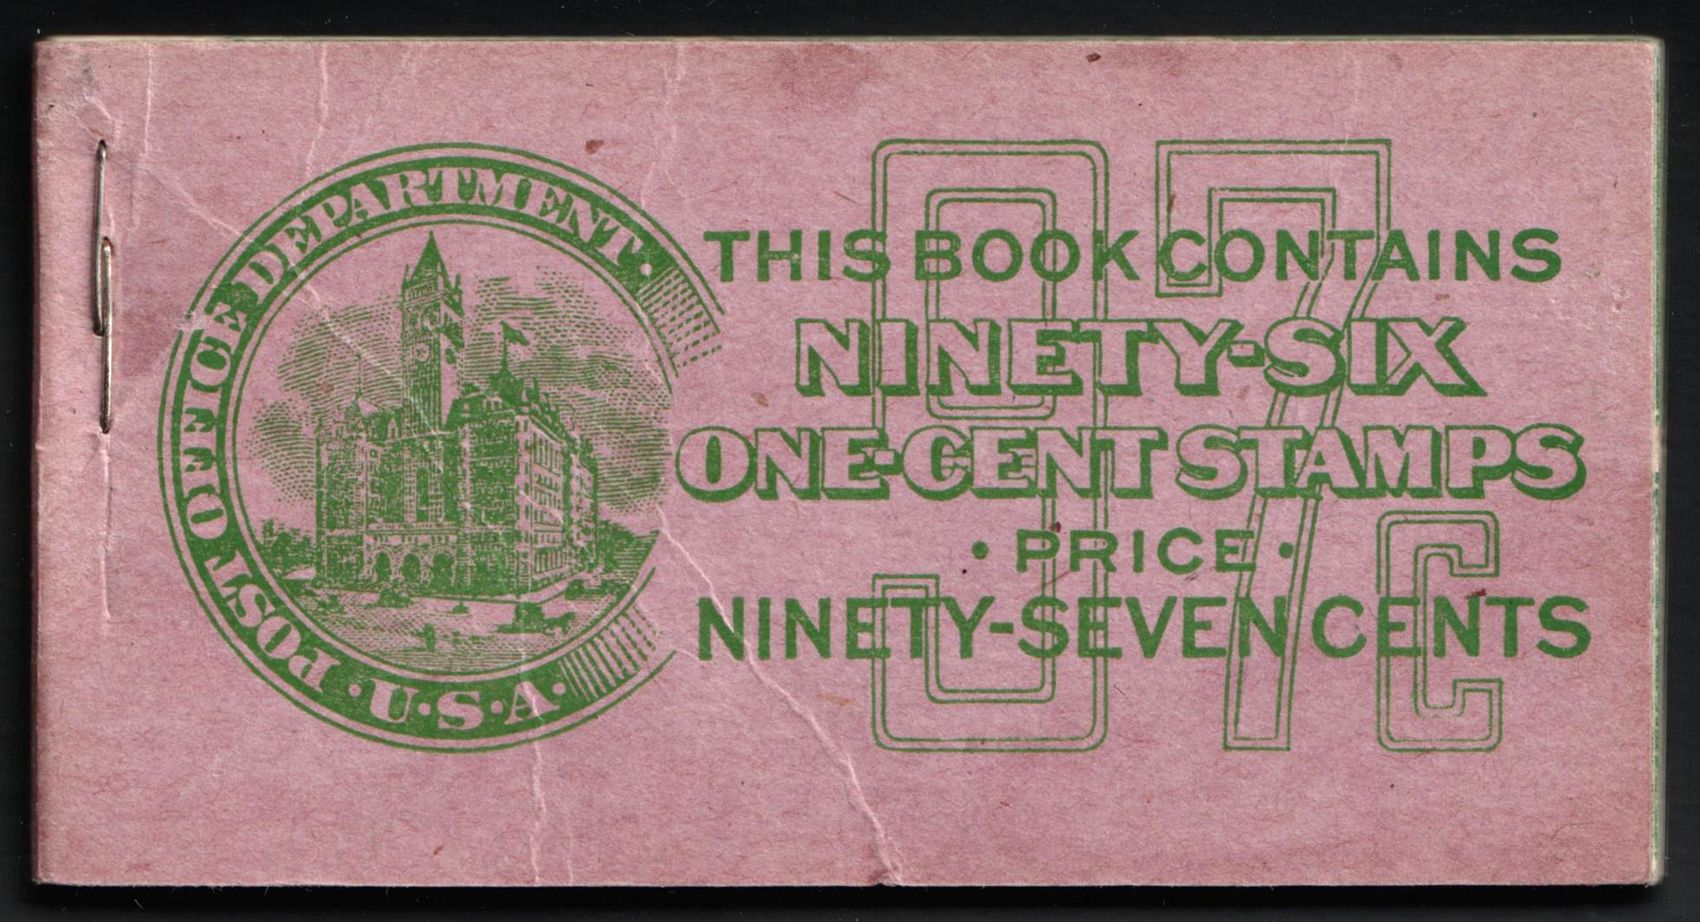 POST OFFICE DEPARTMENT ·
· U·S·A·
97c
THIS BOOK CONTAINS
NINETY-SIX
ONE-CENT STAMPS
· PRICE ·
NINETY-SEVEN CENTS